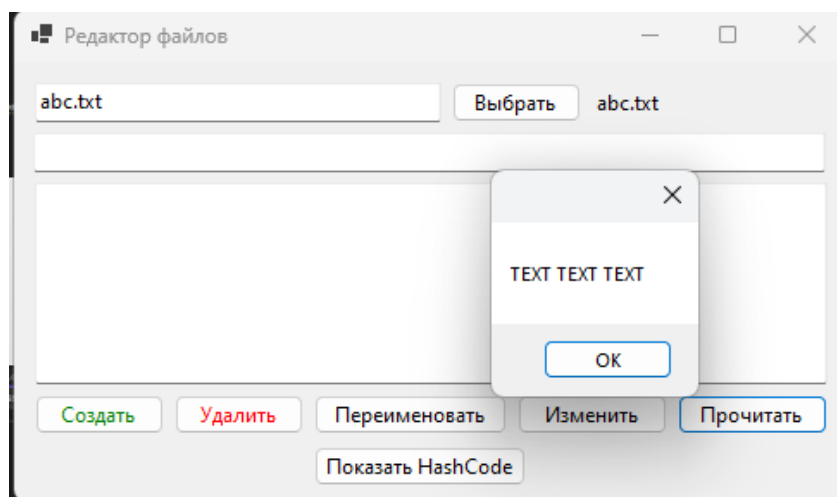 Редактор файлов
abc.txt
Выбрать
abc.txt
TEXT TEXT TEXT
OK
Создать
Удалить
Переименовать
Изменить
Прочитать
Показать HashCode